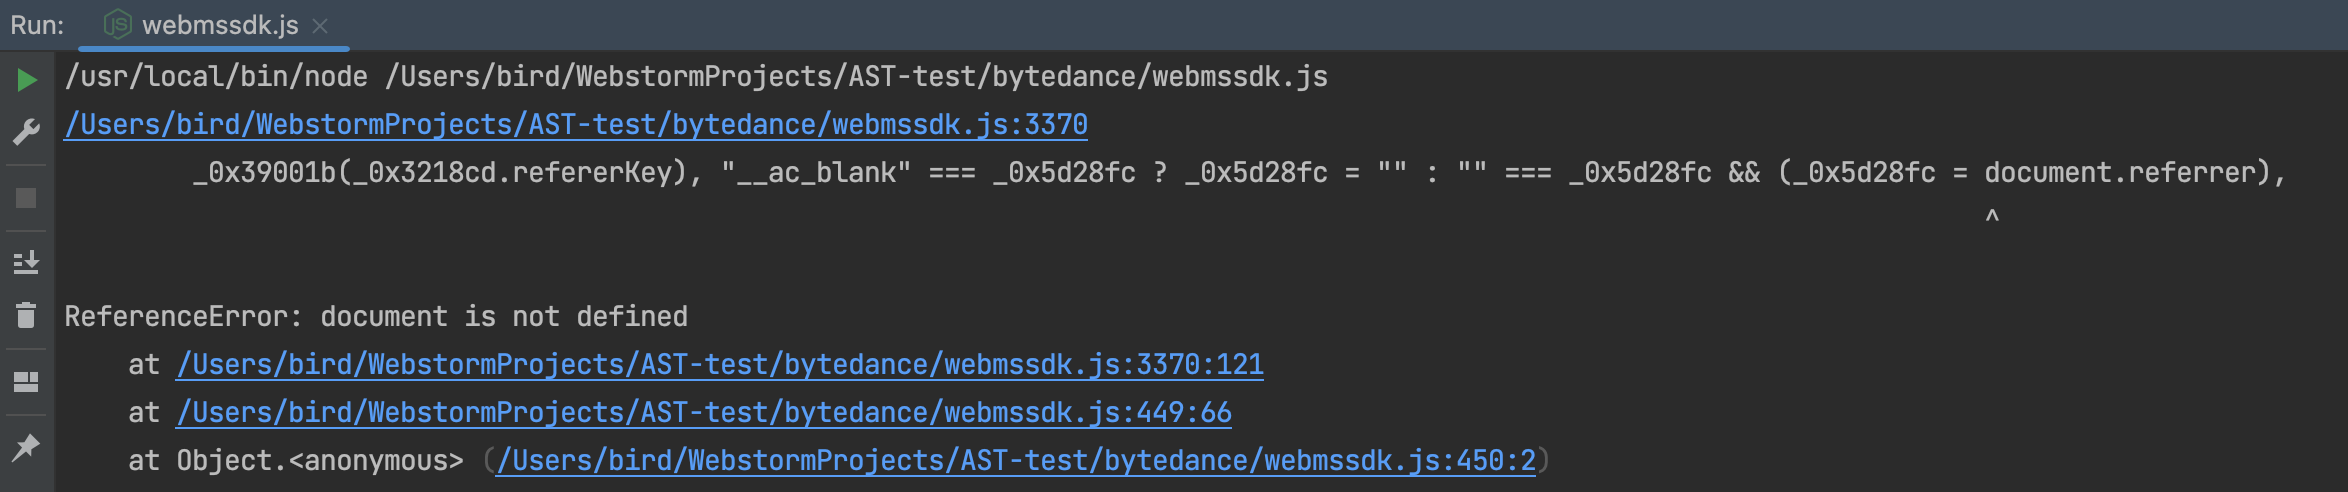 Run: webmssdk.js
/usr/local/bin/node /Users/bird/WebstormProjects/AST-test/bytedance/webmssdk.js
/Users/bird/WebstormProjects/AST-test/bytedance/webmssdk.js:3370
_0x39001b(_0x3218cd.refererKey), "__ac_blank" === _0x5d28fc ? _0x5d28fc = "" : "" === _0x5d28fc && (_0x5d28fc = document.referrer),
^
ReferenceError: document is not defined
at /Users/bird/WebstormProjects/AST-test/bytedance/webmssdk.js:3370:121
at /Users/bird/WebstormProjects/AST-test/bytedance/webmssdk.js:449:66
at Object.<anonymous> (/Users/bird/WebstormProjects/AST-test/bytedance/webmssdk.js:450:2)